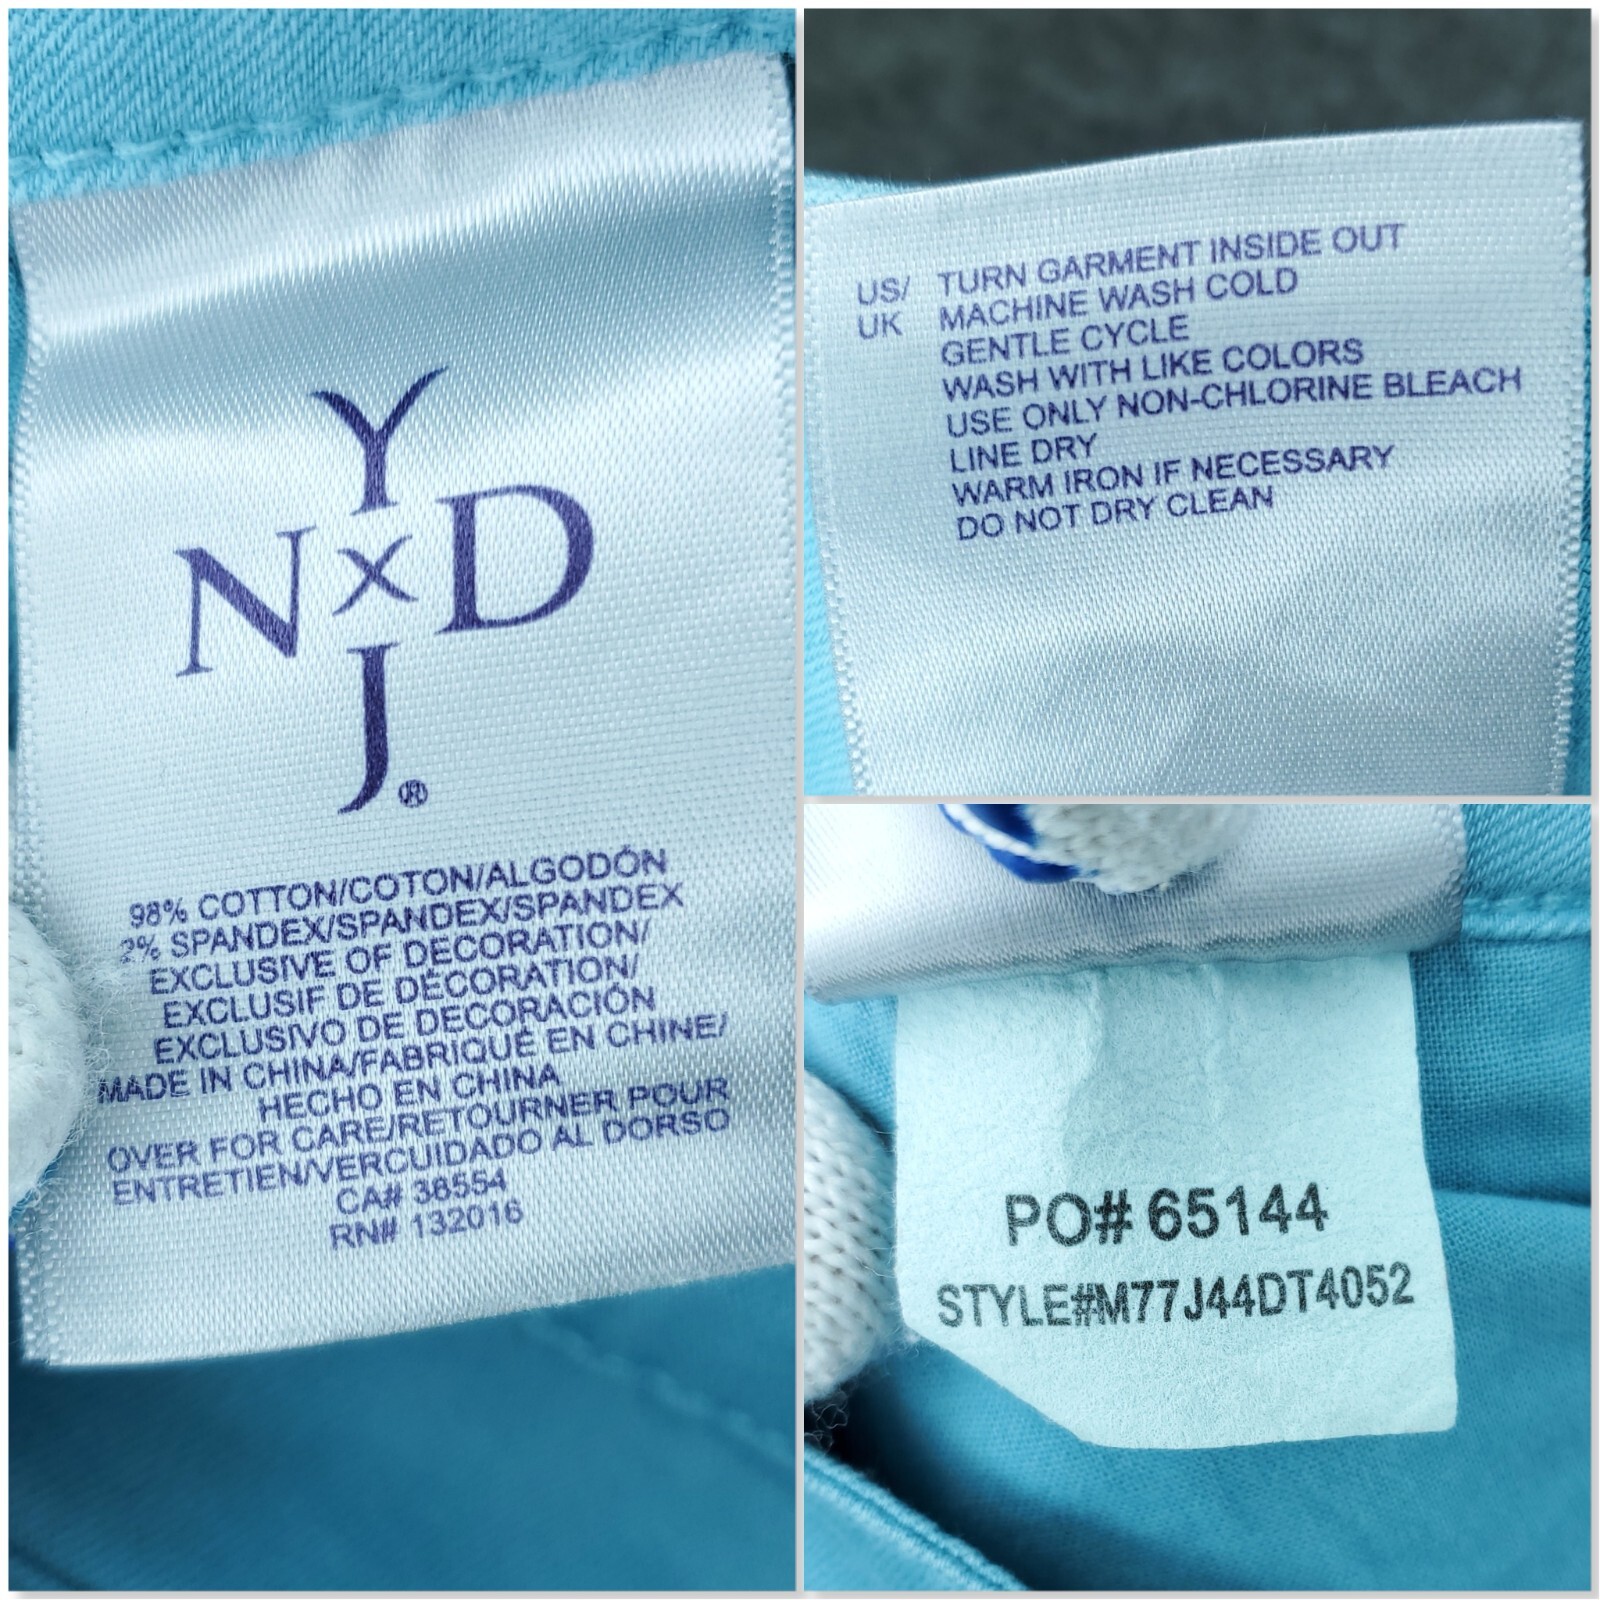 Y
N x D
J®
98% COTTON/COTON/ALGODÓN
2% SPANDEX/SPANDEX/SPANDEX
EXCLUSIVE OF DECORATION/
EXCLUSIF DE DÉCORATION/
EXCLUSIVO DE DECORACIÓN
MADE IN CHINA/FABRIQUÉ EN CHINE/
HECHO EN CHINA
OVER FOR CARE/RETOURNER POUR
ENTRETIEN/VERCUIDADO AL DORSO
CA# 38554
RN# 132016
US/ TURN GARMENT INSIDE OUT
UK MACHINE WASH COLD
GENTLE CYCLE
WASH WITH LIKE COLORS
USE ONLY NON-CHLORINE BLEACH
LINE DRY
WARM IRON IF NECESSARY
DO NOT DRY CLEAN
PO# 65144
STYLE#M77J44DT4052